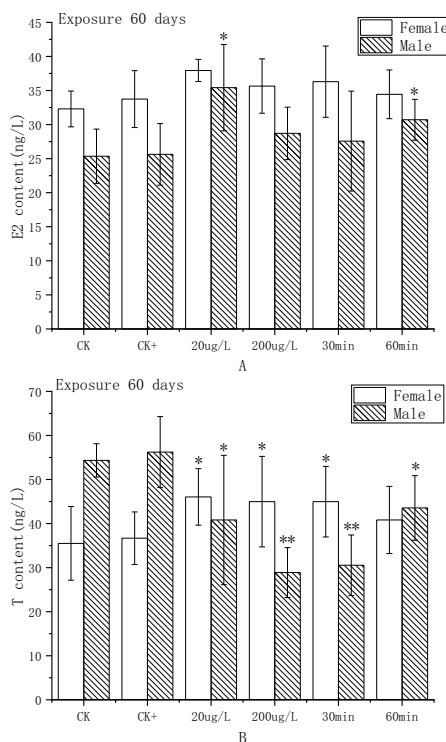 Exposure 60 days
Female
Male
E2 content(ng/L)
45
40
35
30
25
20
15
10
5
0
*
*
CK
CK+
20ug/L
200ug/L
30min
60min
A
Exposure 60 days
Female
Male
T content(ng/L)
70
60
50
40
30
20
10
0
*
*
*
**
*
**
*
CK
CK+
20ug/L
200ug/L
30min
60min
B